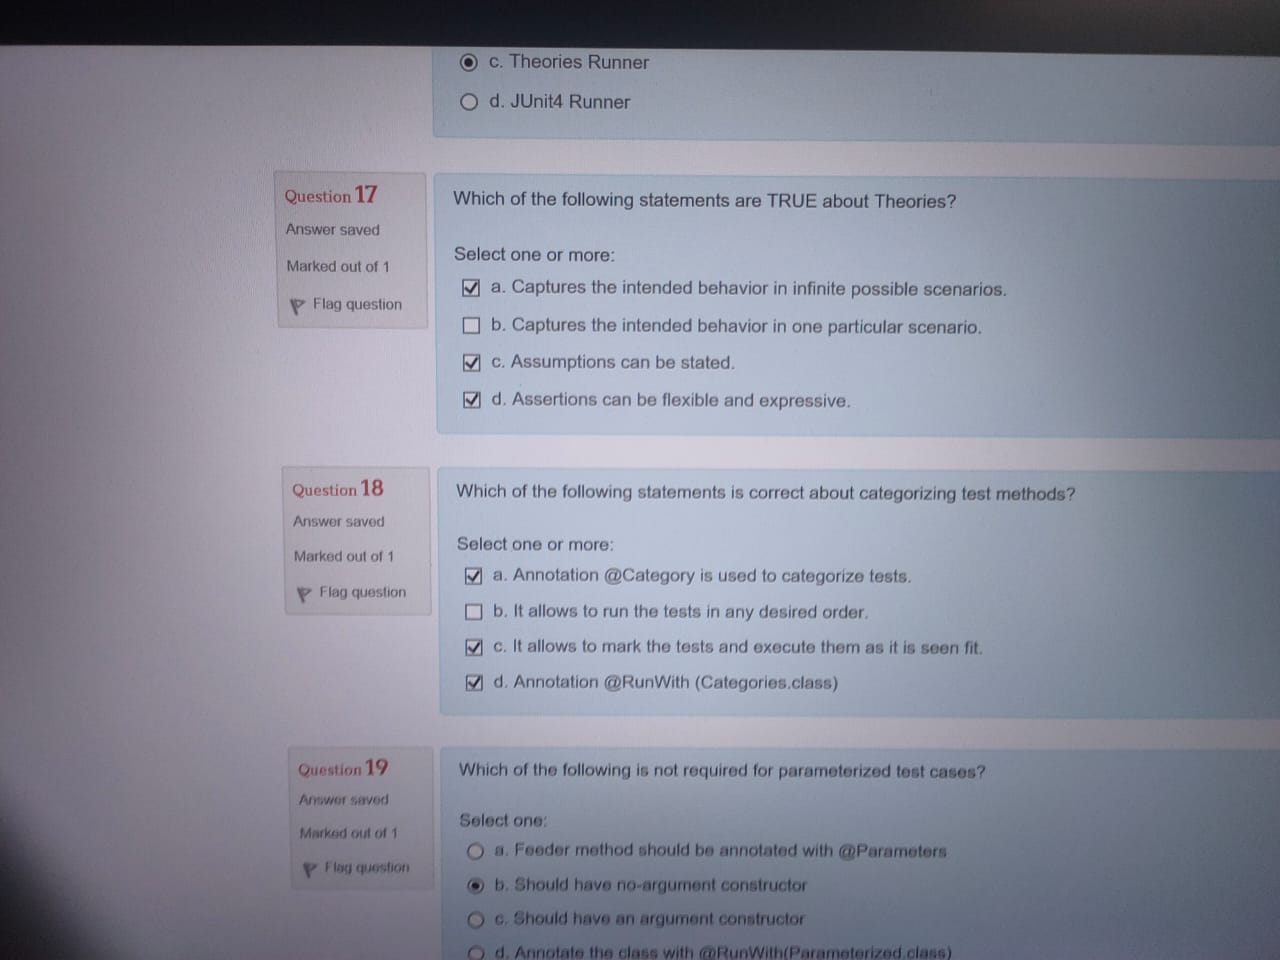 c. Theories Runner
d. JUnit4 Runner
Question 17
Answer saved
Marked out of 1
Flag question
Which of the following statements are TRUE about Theories?
Select one or more:
a. Captures the intended behavior in infinite possible scenarios.
b. Captures the intended behavior in one particular scenario.
c. Assumptions can be stated.
d. Assertions can be flexible and expressive.
Question 18
Answer saved
Marked out of 1
Flag question
Which of the following statements is correct about categorizing test methods?
Select one or more:
a. Annotation @Category is used to categorize tests.
b. It allows to run the tests in any desired order.
c. It allows to mark the tests and execute them as it is seen fit.
d. Annotation @RunWith (Categories.class)
Question 19
Answer saved
Marked out of 1
Flag question
Which of the following is not required for parameterized test cases?
Select one:
a. Feeder method should be annotated with @Parameters
b. Should have no-argument constructor
c. Should have an argument constructor
d. Annotate the class with @RunWith(Parameterized.class)